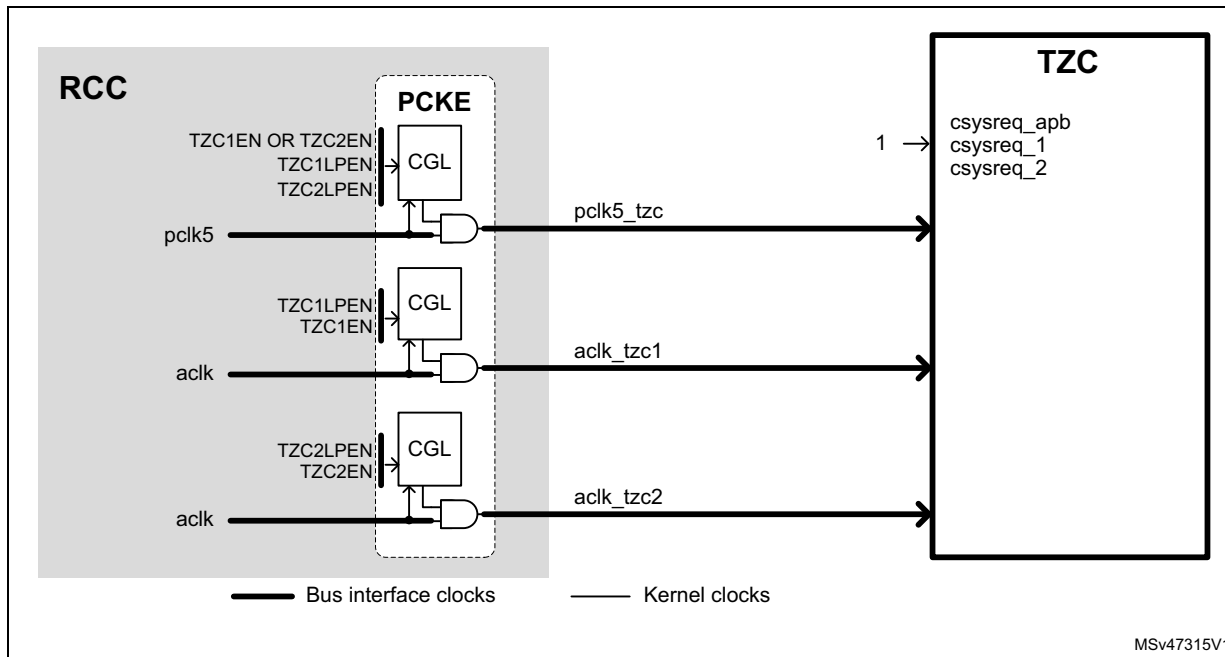 RCC
PCKE
TZC
TZC1EN OR TZC2EN
TZC1LPEN
TZC2LPEN
CGL
pclk5
pclk5_tzc
1
csysreq_apb
csysreq_1
csysreq_2
TZC1LPEN
TZC1EN
CGL
aclk
aclk_tzc1
TZC2LPEN
TZC2EN
CGL
aclk
aclk_tzc2
Bus interface clocks
Kernel clocks
MSv47315V1